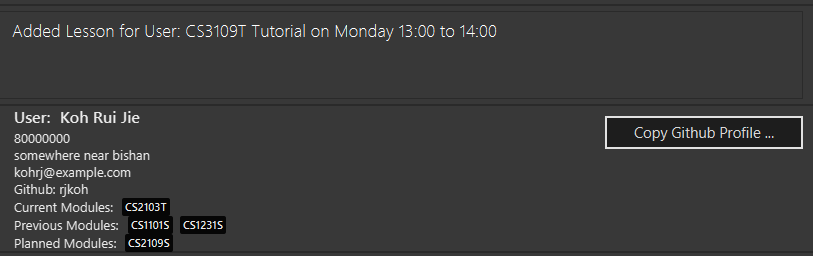 Added Lesson for User: CS3109T Tutorial on Monday 13:00 to 14:00
User: Koh Rui Jie
Copy Github Profile ...
80000000
somewhere near bishan
kohrj@example.com
Github: rjkoh
Current Modules: CS2103T
Previous Modules: CS1101S CS1231S
Planned Modules: CS2109S